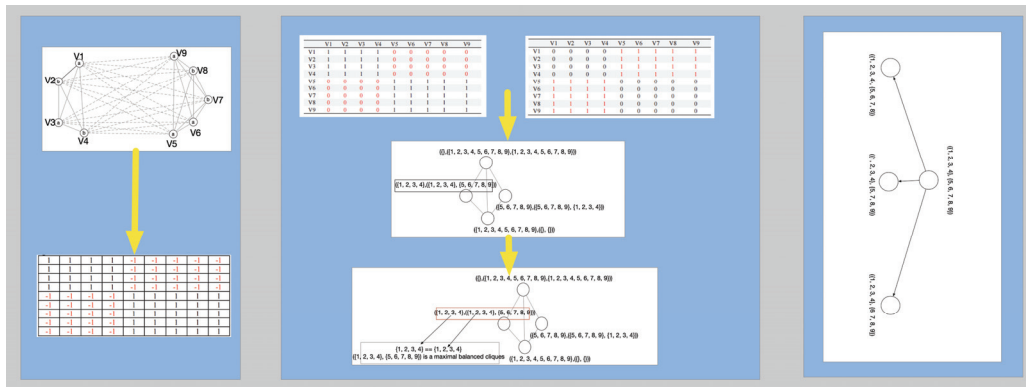 V1 V9
a a
V2 V8
b
V3 a b V7
V4 b a V6
a V5
1 1 1 1 -1 -1 -1 -1 -1
1 1 1 1 -1 -1 -1 -1 -1
1 1 1 1 -1 -1 -1 -1 -1
1 1 1 1 -1 -1 -1 -1 -1
-1 -1 -1 -1 1 1 1 1 1
-1 -1 -1 -1 1 1 1 1 1
-1 -1 -1 -1 1 1 1 1 1
-1 -1 -1 -1 1 1 1 1 1
-1 -1 -1 -1 1 1 1 1 1
V1 V2 V3 V4 V5 V6 V7 V8 V9
V1 1 1 1 1 0 0 0 0 0
V2 1 1 1 1 0 0 0 0 0
V3 1 1 1 1 0 0 0 0 0
V4 1 1 1 1 0 0 0 0 0
V5 0 0 0 0 1 1 1 1 1
V6 0 0 0 0 1 1 1 1 1
V7 0 0 0 0 1 1 1 1 1
V8 0 0 0 0 1 1 1 1 1
V9 0 0 0 0 1 1 1 1 1
V1 V2 V3 V4 V5 V6 V7 V8 V9
V1 0 0 0 0 1 1 1 1 1
V2 0 0 0 0 1 1 1 1 1
V3 0 0 0 0 1 1 1 1 1
V4 0 0 0 0 1 1 1 1 1
V5 1 1 1 1 0 0 0 0 0
V6 1 1 1 1 0 0 0 0 0
V7 1 1 1 1 0 0 0 0 0
V8 1 1 1 1 0 0 0 0 0
V9 1 1 1 1 0 0 0 0 0
({},({1, 2, 3, 4, 5, 6, 7, 8, 9},{1, 2, 3, 4, 5, 6, 7, 8, 9}))
({1, 2, 3, 4},({1, 2, 3, 4}, {5, 6, 7, 8, 9}))
({5, 6, 7, 8, 9},({5, 6, 7, 8, 9}, {1, 2, 3, 4}))
({1, 2, 3, 4, 5, 6, 7, 8, 9},({}, {}))
({},({1, 2, 3, 4, 5, 6, 7, 8, 9},{1, 2, 3, 4, 5, 6, 7, 8, 9}))
({1, 2, 3, 4},({1, 2, 3, 4}, {5, 6, 7, 8, 9}))
({5, 6, 7, 8, 9},({5, 6, 7, 8, 9}, {1, 2, 3, 4}))
{1, 2, 3, 4} == {1, 2, 3, 4}
({1, 2, 3, 4}, {5, 6, 7, 8, 9}) is a maximal balanced cliques
({1, 2, 3, 4, 5, 6, 7, 8, 9},({}, {}))
({1, 2, 3, 4}, {5, 6, 7, 8})
({', 2, 3, 4}, {5, 7, 8, 9})
({1, 2, 3, 4}, {5, 6, 7, 8, 9})
({1, 2, 3, 4}, {6 7, 8, 9})